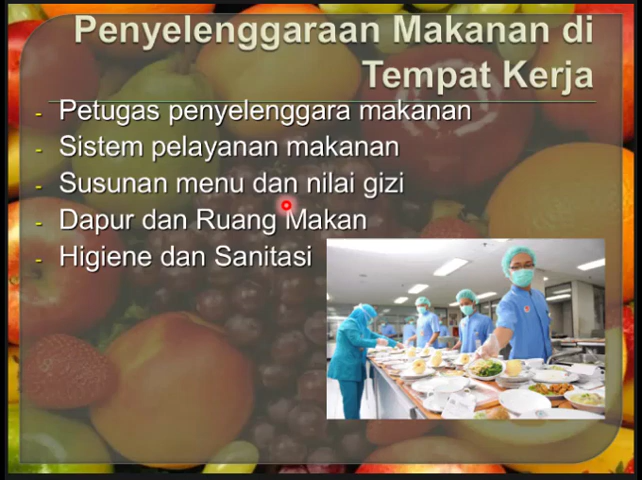 Penyelenggaraan Makanan di
Tempat Kerja
- Petugas penyelenggara makanan
- Sistem pelayanan makanan
- Susunan menu dan nilai gizi
- Dapur dan Ruang Makan
- Higiene dan Sanitasi